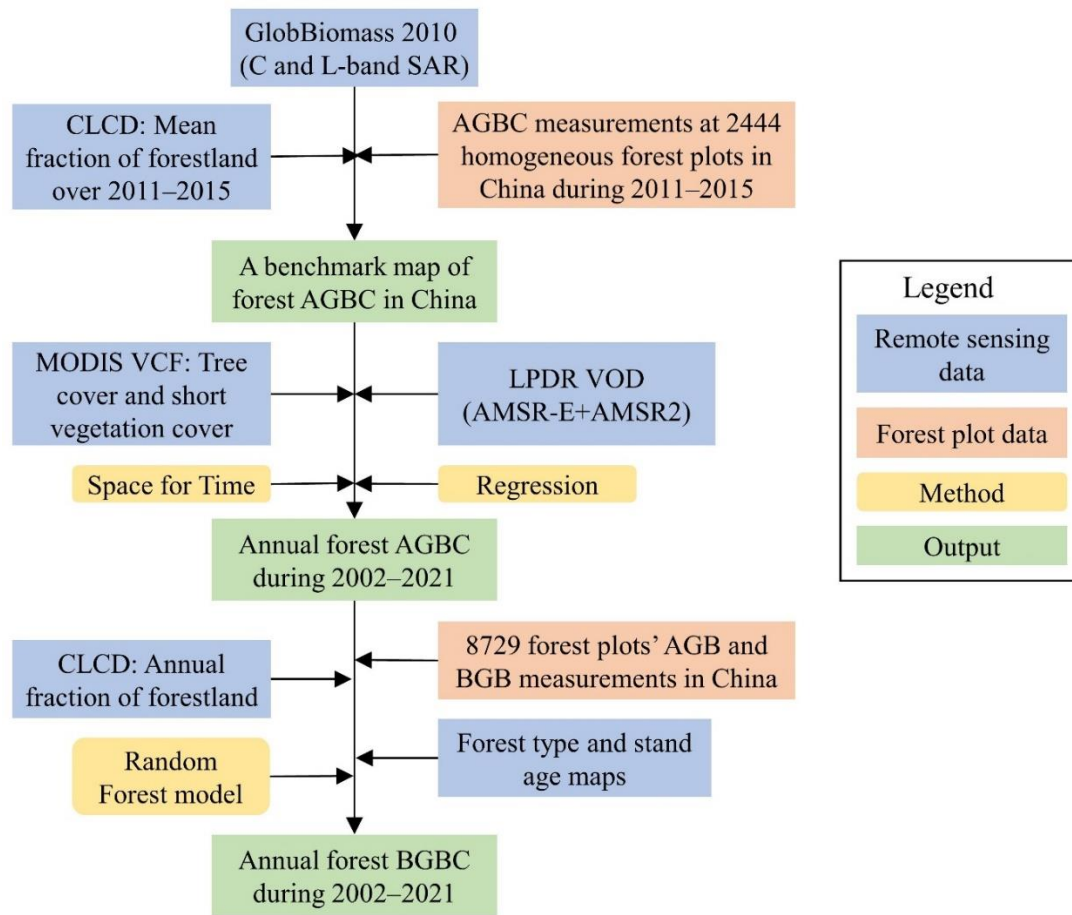 GlobBiomass 2010
(C and L-band SAR)
CLCD: Mean
fraction of forestland
over 2011–2015
AGBC measurements at 2444
homogeneous forest plots in
China during 2011–2015
A benchmark map of
forest AGBC in China
MODIS VCF: Tree
cover and short
vegetation cover
LPDR VOD
(AMSR-E+AMSR2)
Space for Time
Regression
Annual forest AGBC
during 2002–2021
CLCD: Annual
fraction of forestland
8729 forest plots’ AGB and
BGB measurements in China
Random
Forest model
Forest type and stand
age maps
Annual forest BGBC
during 2002–2021
Legend
Remote sensing
data
Forest plot data
Method
Output